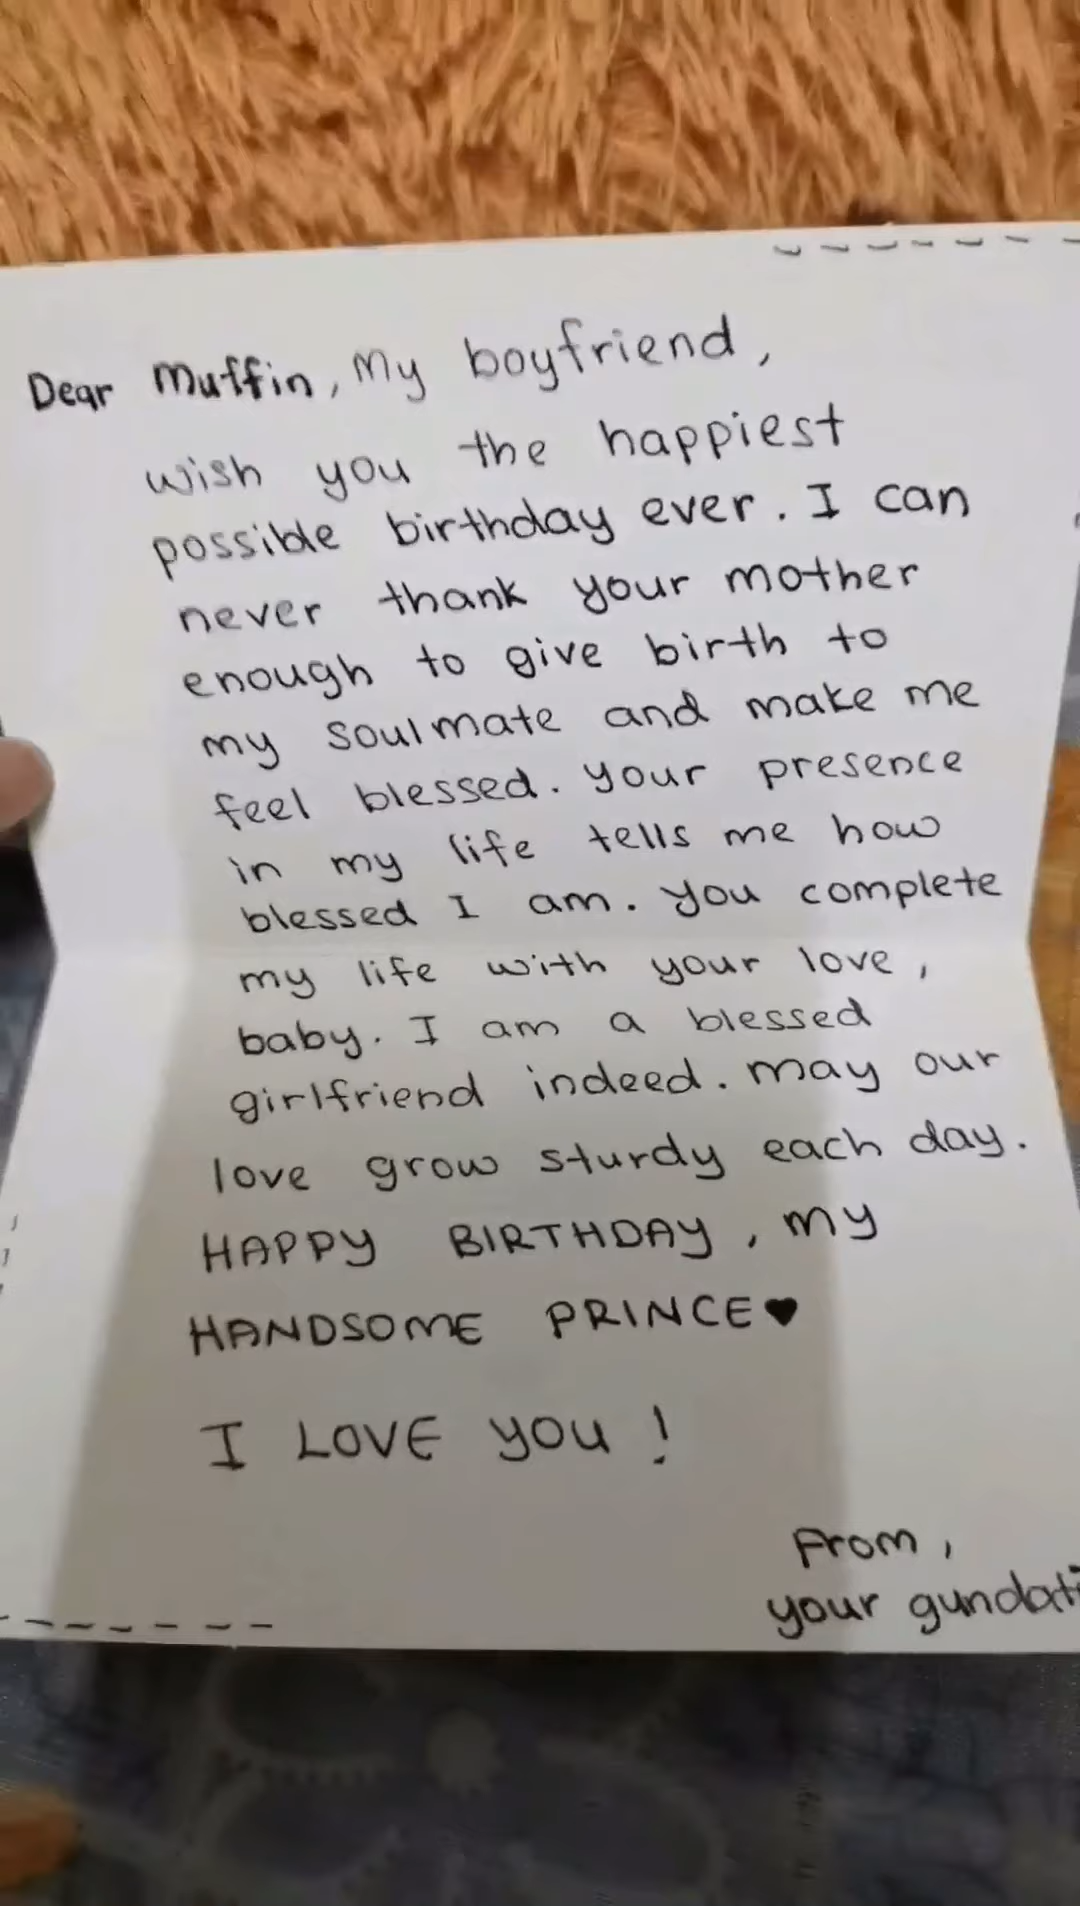 Dear Muffin, My boyfriend,
wish you the happiest
possible birthday ever. I can
never thank your mother
enough to give birth to
my soulmate and make me
feel blessed. your presence
in my life tells me how
blessed I am. you complete
my life with your love,
baby. I am a blessed
girlfriend indeed. may our
love grow sturdy each day.
HAPPY BIRTHDAY, my
HANDSOME PRINCE♥
I LOVE YOU!
From,
your